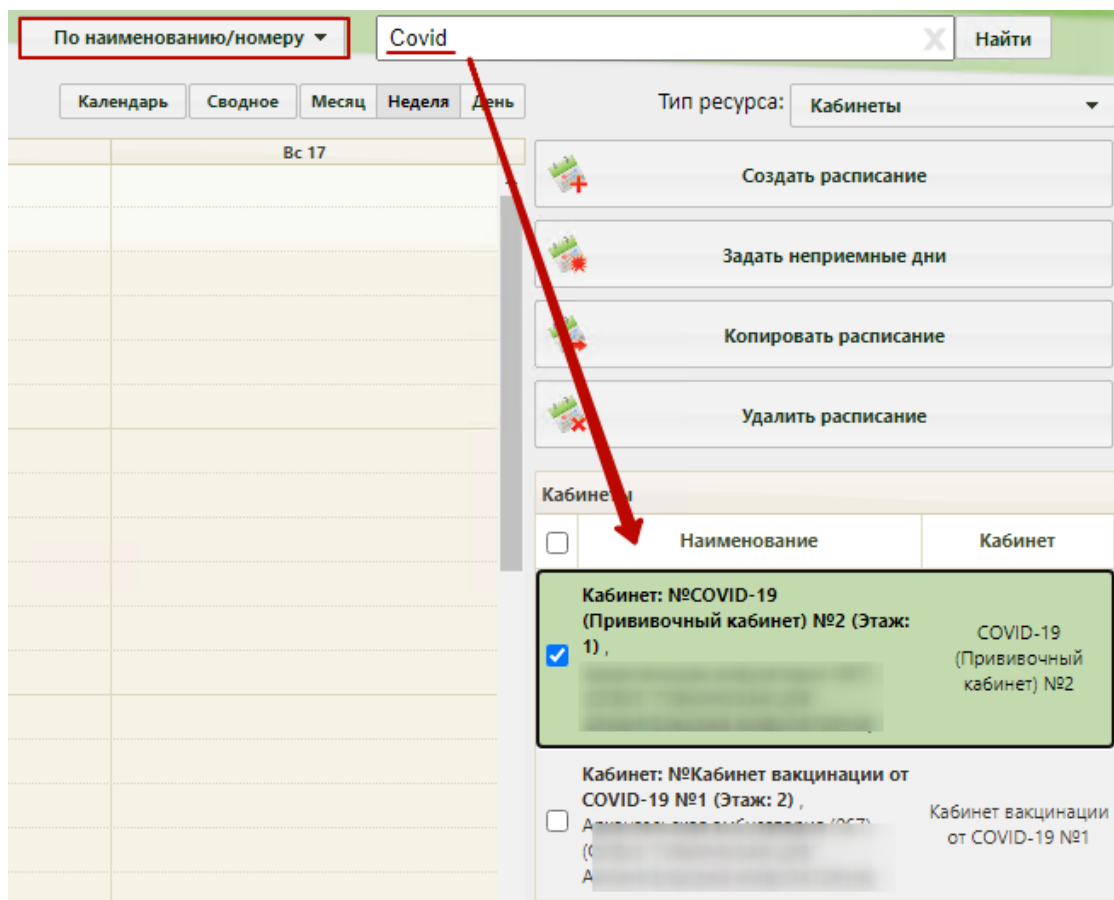 По наименованию/номеру
Covid
X
Найти
Календарь
Сводное
Месяц
Неделя
День
Тип ресурса:
Кабинеты
Вс 17
Создать расписание
Задать неприемные дни
Копировать расписание
Удалить расписание
Кабинеты
Наименование
Кабинет
Кабинет: №COVID-19
(Прививочный кабинет) №2 (Этаж:
1) ,
COVID-19
(Прививочный
кабинет) №2
Кабинет: №Кабинет вакцинации от
COVID-19 №1 (Этаж: 2) ,
Кабинет вакцинации
от COVID-19 №1